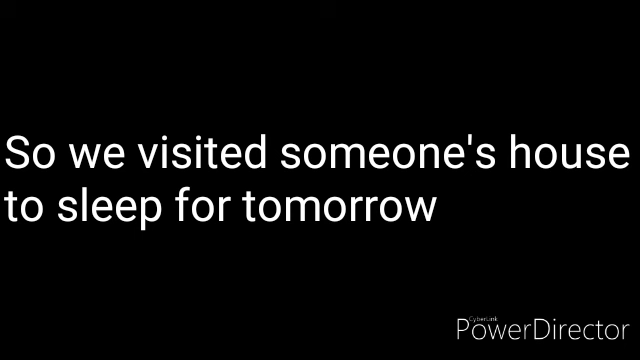 So we visited someone's house
to sleep for tomorrow
CyberLink
PowerDirector